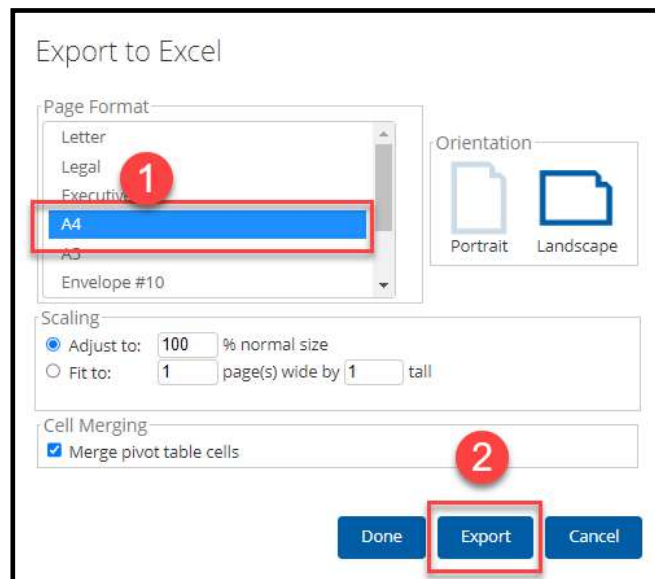 Export to Excel
Page Format
Letter
Legal
1
Executive
A4
A5
Envelope #10
Orientation
Portrait Landscape
Scaling
Adjust to: 100 % normal size
Fit to: 1 page(s) wide by 1 tall
Cell Merging
Merge pivot table cells
2
Done Export Cancel